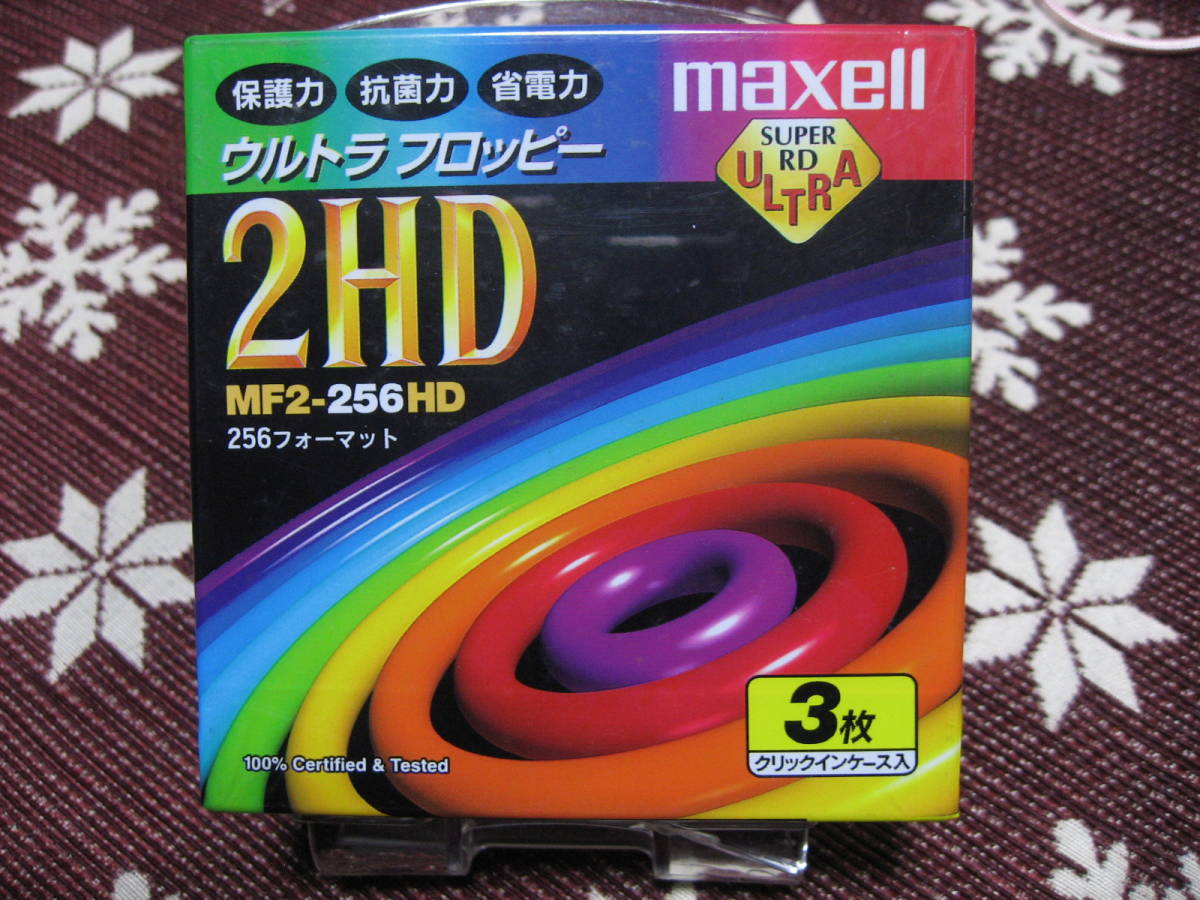 保護力 抗菌力 省電力
maxell
ウルトラ フロッピー
SUPER
RD
ULTRA
2HD
MF2-256HD
256フォーマット
3枚
クリックインケース入
100% Certified & Tested